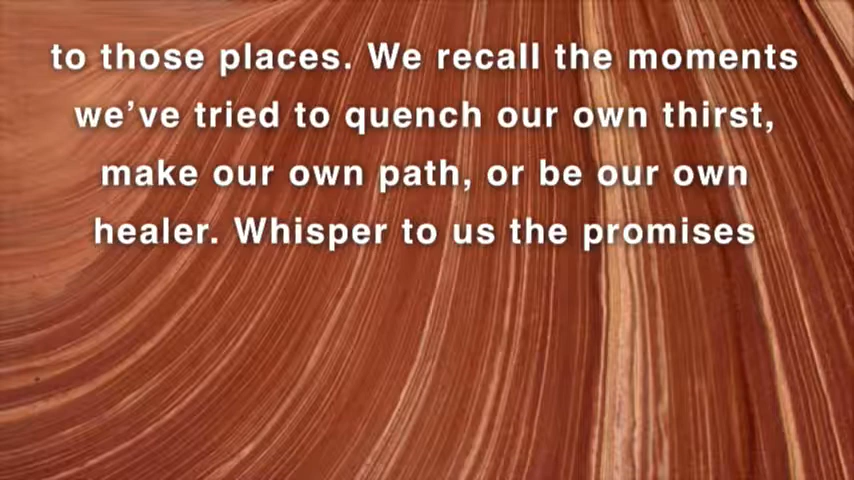 to those places. We recall the moments
we’ve tried to quench our own thirst,
make our own path, or be our own
healer. Whisper to us the promises